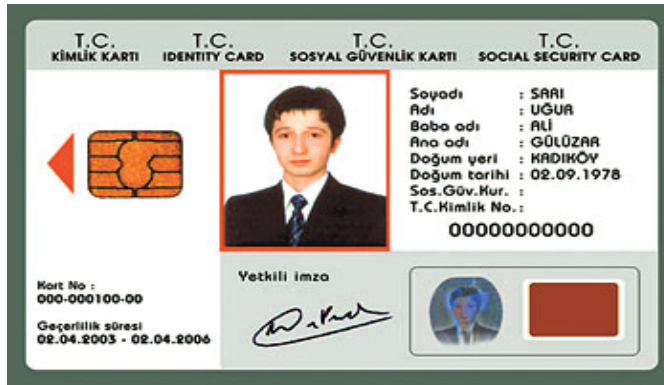 T.C. T.C. T.C. T.C.
KİMLİK KARTI IDENTITY CARD SOSYAL GÜVENLİK KARTI SOCIAL SECURITY CARD
Soyadı : SARI
Adı : UĞUR
Baba adı : ALİ
Ana adı : GÜLÜZAR
Doğum yeri : KADIKÖY
Doğum tarihi : 02.09.1978
Sos.Güv.Kur. :
T.C.Kimlik No.:
00000000000
Kart No :
000-000100-00
Geçerlilik süresi
02.04.2003 - 02.04.2006
Yetkili imza